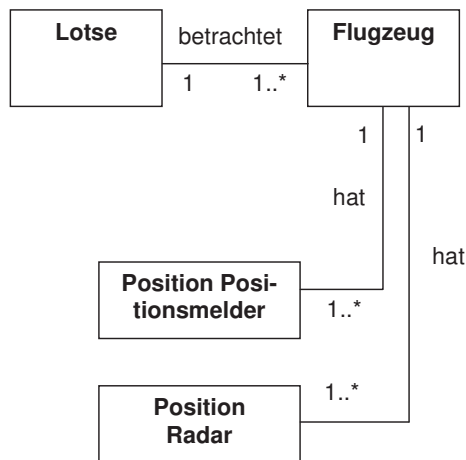 Lotse
betrachtet
Flugzeug
1
1..*
1
1
hat
hat
Position Posi-
tionsmelder
1..*
1..*
Position
Radar